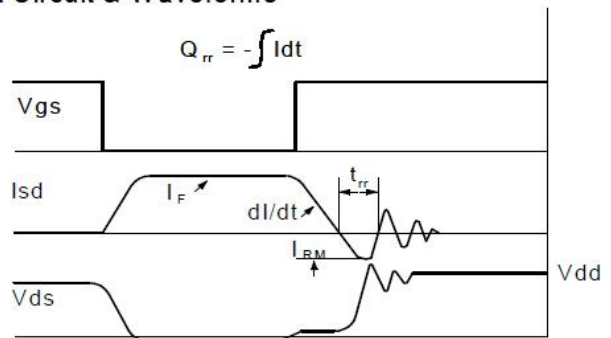 Circuit & Waveforms
Q rr = -∫Idt
Vgs
Isd
I F
dI/dt
t rr
I RM
Vds
Vdd